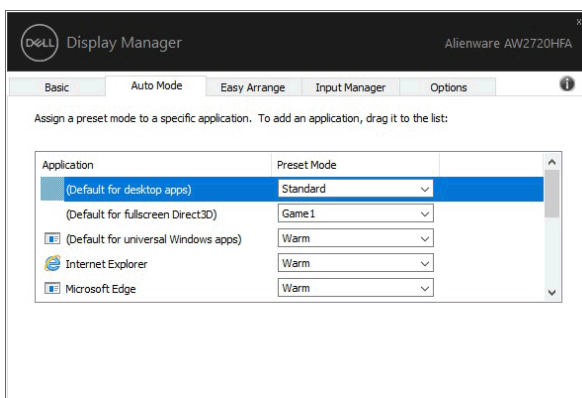 DELL Display Manager Alienware AW2720HFA
Basic Auto Mode Easy Arrange Input Manager Options
Assign a preset mode to a specific application. To add an application, drag it to the list:
Application Preset Mode
(Default for desktop apps) Standard
(Default for fullscreen Direct3D) Game1
(Default for universal Windows apps) Warm
Internet Explorer Warm
Microsoft Edge Warm